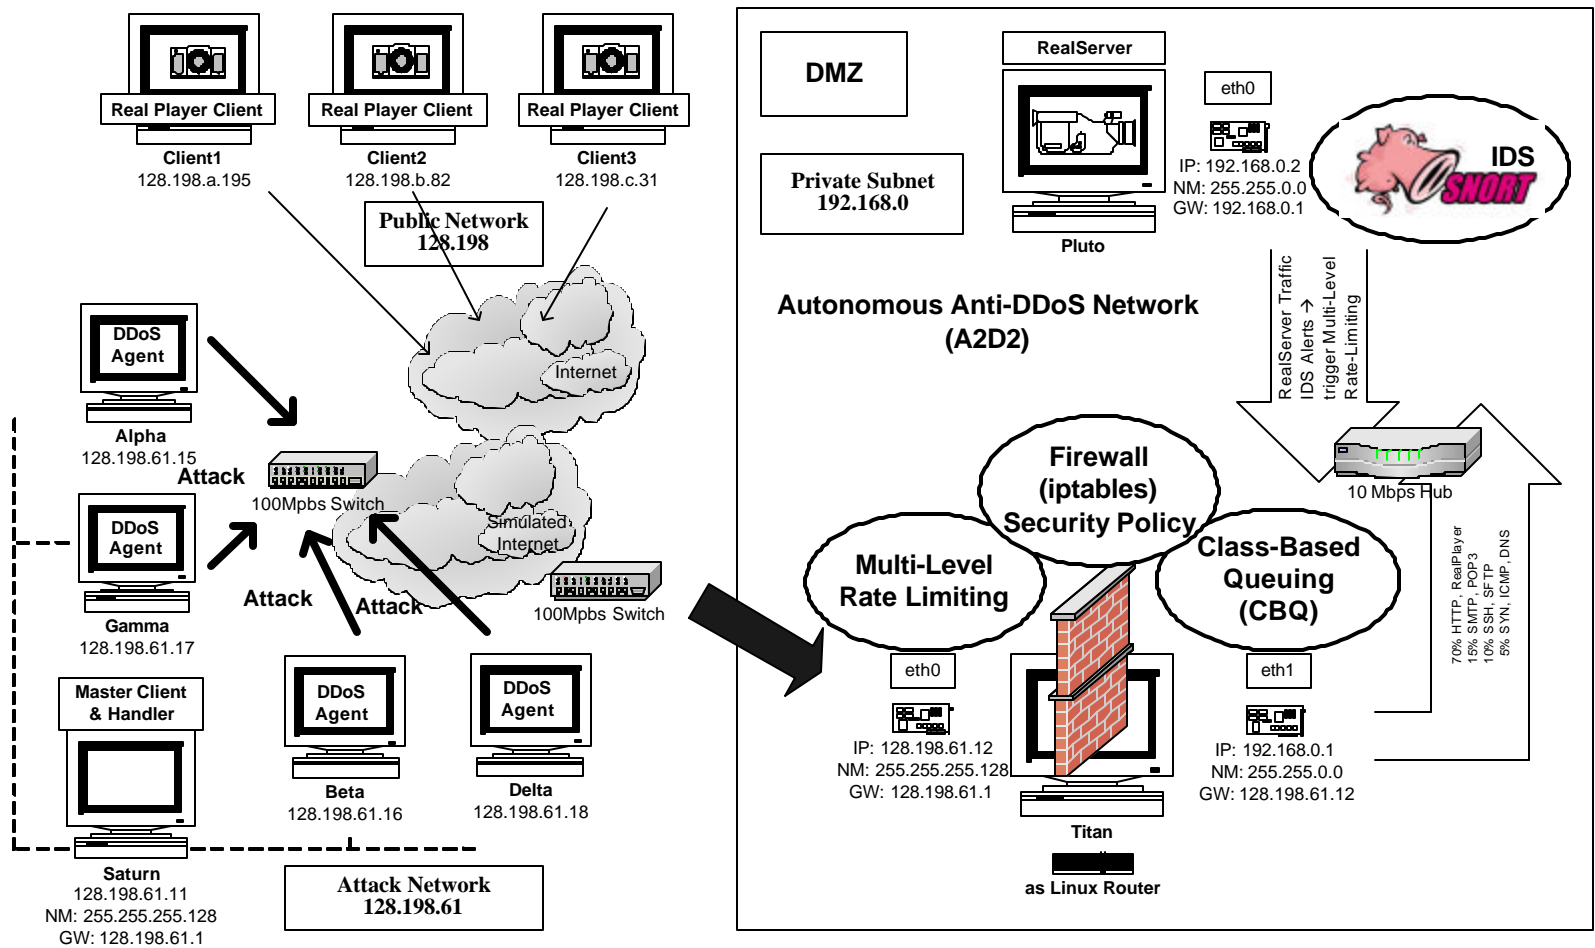 Real Player Client
Client1
128.198.a.195
Real Player Client
Client2
128.198.b.82
Real Player Client
Client3
128.198.c.31
Public Network
128.198
Internet
DDoS
Agent
Alpha
128.198.61.15
Attack
100Mpbs Switch
Simulated
Internet
100Mpbs Switch
DDoS
Agent
Gamma
128.198.61.17
Attack
Attack
Master Client
& Handler
Saturn
128.198.61.11
NM: 255.255.255.128
GW: 128.198.61.1
DDoS
Agent
Beta
128.198.61.16
DDoS
Agent
Delta
128.198.61.18
Attack Network
128.198.61
DMZ
Private Subnet
192.168.0
RealServer
Pluto
eth0
IP: 192.168.0.2
NM: 255.255.0.0
GW: 192.168.0.1
IDS
SNORT
Autonomous Anti-DDoS Network
(A2D2)
RealServer Traffic
IDS Alerts →
trigger Multi-Level
Rate-Limiting
10 Mbps Hub
Firewall
(iptables)
Security Policy
Multi-Level
Rate Limiting
Class-Based
Queuing
(CBQ)
70% HTTP, RealPlayer
15% SMTP, POP3
10% SSH, SFTP
5% SYN, ICMP, DNS
eth0
IP: 128.198.61.12
NM: 255.255.255.128
GW: 128.198.61.1
eth1
IP: 192.168.0.1
NM: 255.255.0.0
GW: 128.198.61.12
Titan
as Linux Router